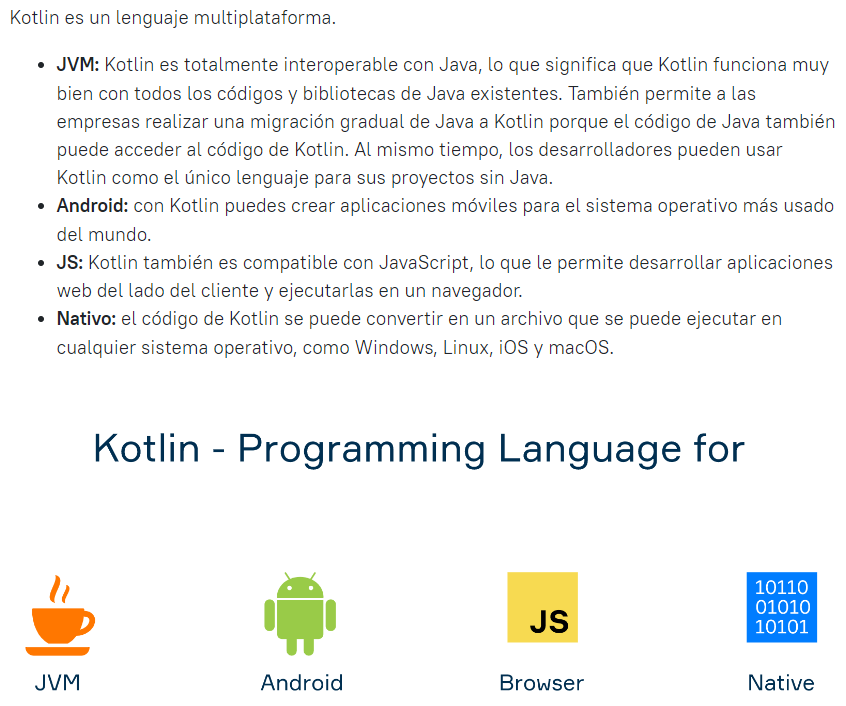 Kotlin es un lenguaje multiplataforma.
• JVM: Kotlin es totalmente interoperable con Java, lo que significa que Kotlin funciona muy
bien con todos los códigos y bibliotecas de Java existentes. También permite a las
empresas realizar una migración gradual de Java a Kotlin porque el código de Java también
puede acceder al código de Kotlin. Al mismo tiempo, los desarrolladores pueden usar
Kotlin como el único lenguaje para sus proyectos sin Java.
• Android: con Kotlin puedes crear aplicaciones móviles para el sistema operativo más usado
del mundo.
• JS: Kotlin también es compatible con JavaScript, lo que le permite desarrollar aplicaciones
web del lado del cliente y ejecutarlas en un navegador.
• Nativo: el código de Kotlin se puede convertir en un archivo que se puede ejecutar en
cualquier sistema operativo, como Windows, Linux, iOS y macOS.
Kotlin - Programming Language for
JS
10110
01010
10101
JVM
Android
Browser
Native